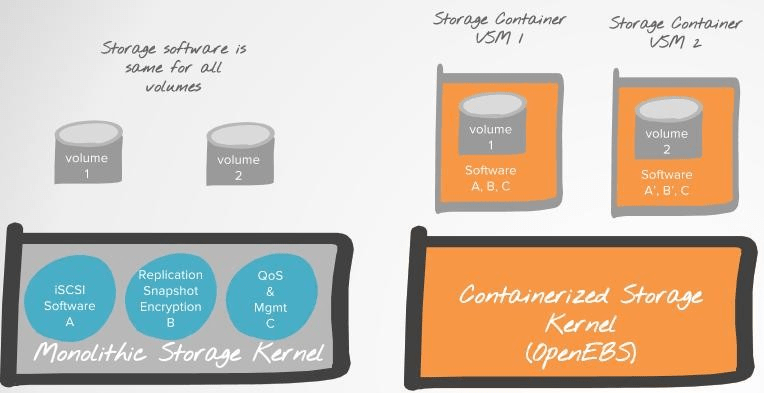 Storage software is
same for all
volumes
volume
1
volume
2
iSCSI
Software
A
Replication
Snapshot
Encryption
B
QoS
&
Mgmt
C
Monolithic Storage Kernel
Storage Container
VSM 1
volume
1
Software
A, B, C
Storage Container
VSM 2
volume
2
Software
A', B', C
Containerized Storage
Kernel
(OpenEBS)